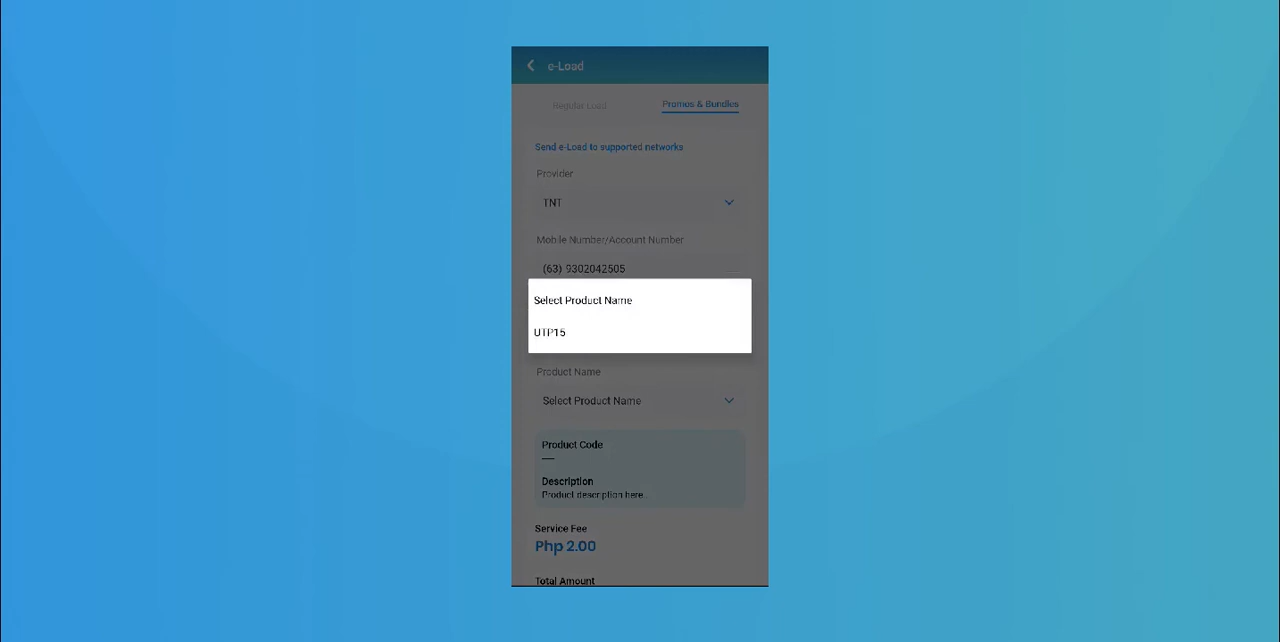 e-Load
Regular Load
Promos & Bundles
Send e-Load to supported networks
Provider
TNT
Mobile Number/Account Number
(63) 9302042505
Select Product Name
UTP15
Product Name
Select Product Name
Product Code
Description
Product description here...
Service Fee
Php 2.00
Total Amount